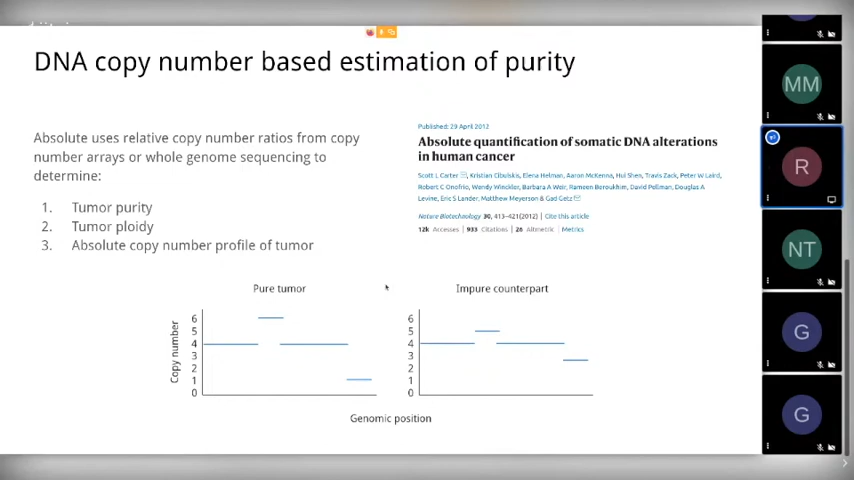 DNA copy number based estimation of purity
Absolute uses relative copy number ratios from copy
number arrays or whole genome sequencing to
determine:
1. Tumor purity
2. Tumor ploidy
3. Absolute copy number profile of tumor
Published: 29 April 2012
Absolute quantification of somatic DNA alterations
in human cancer
Scott L Carter, Kristian Cibulskis, Elena Helman, Aaron McKenna, Hui Shen, Travis Zack, Peter W Laird,
Robert C Onofrio, Wendy Winckler, Barbara A Weir, Rameen Beroukhim, David Pellman, Douglas A
Levine, Eric S Lander, Matthew Meyerson & Gad Getz
Nature Biotechnology 30, 413–421(2012) | Cite this article
12k Accesses | 933 Citations | 26 Altmetric | Metrics
Pure tumor
Copy number
6
5
4
3
2
1
0
Impure counterpart
6
5
4
3
2
1
0
Genomic position
MM
R
NT
G
G